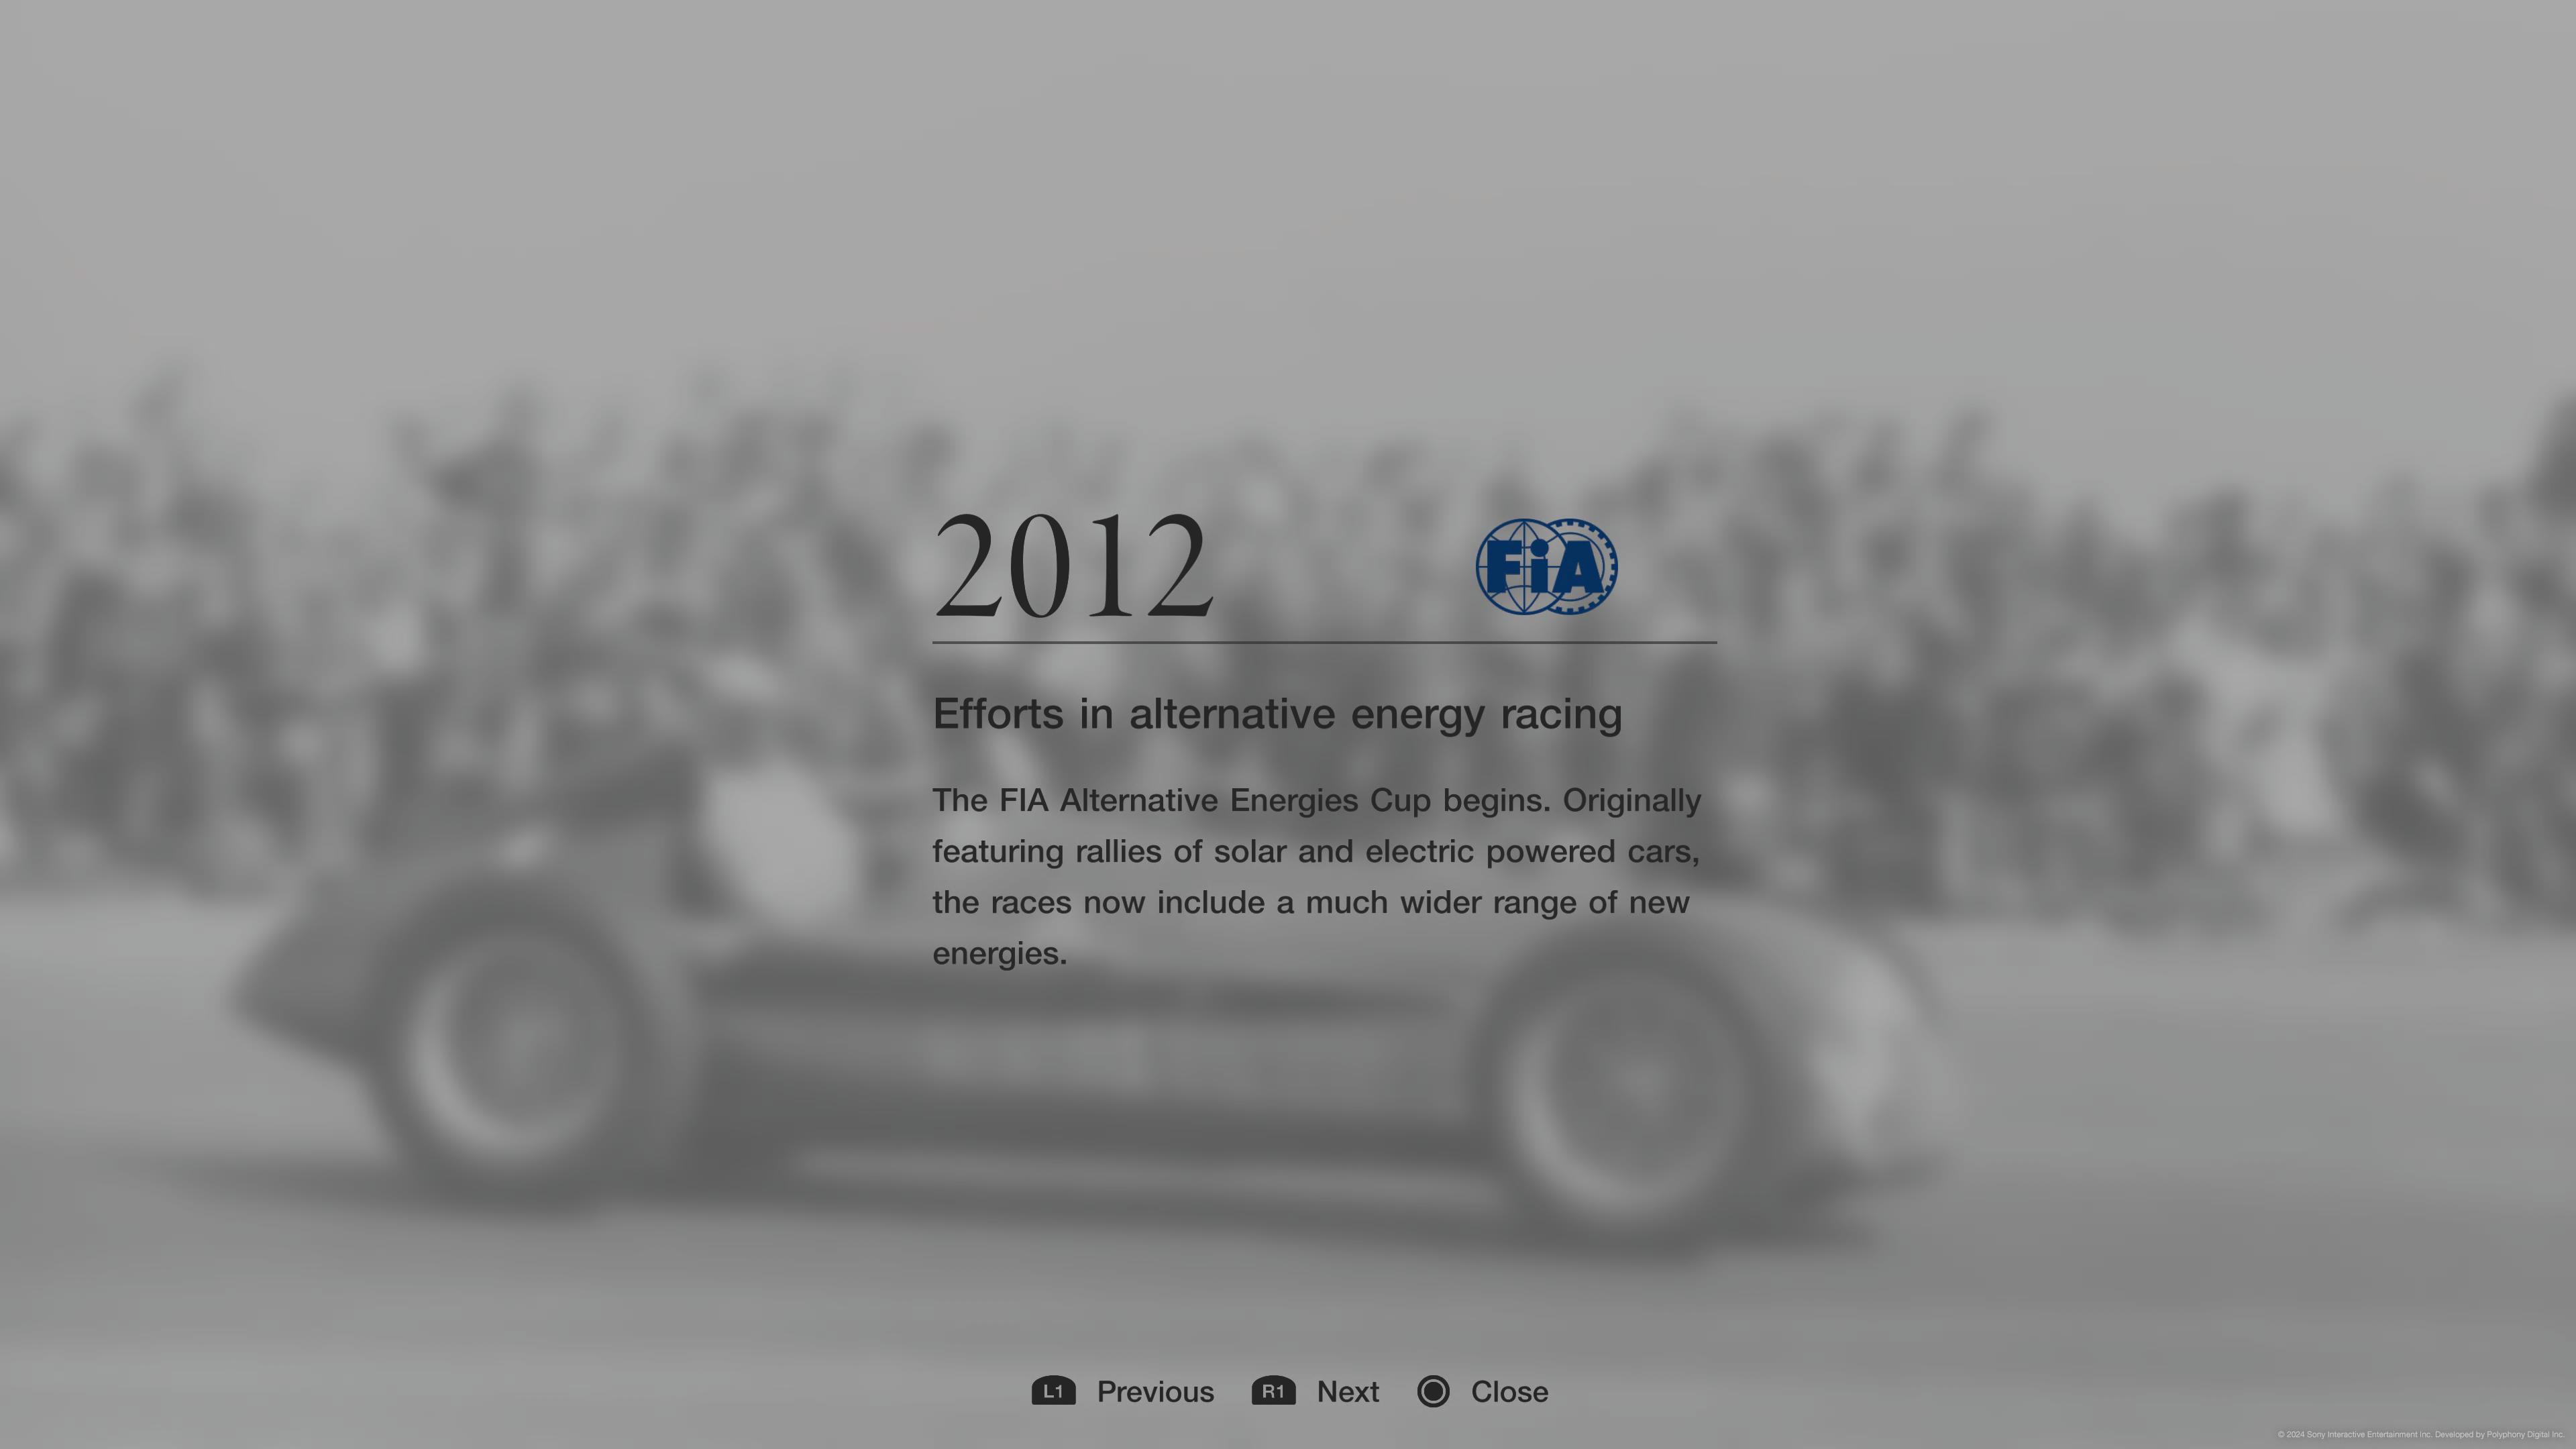 2012
FiA
Efforts in alternative energy racing
The FIA Alternative Energies Cup begins. Originally
featuring rallies of solar and electric powered cars,
the races now include a much wider range of new
energies.
L1 Previous R1 Next Close
© 2024 Sony Interactive Entertainment Inc. Developed by Polyphony Digital Inc.